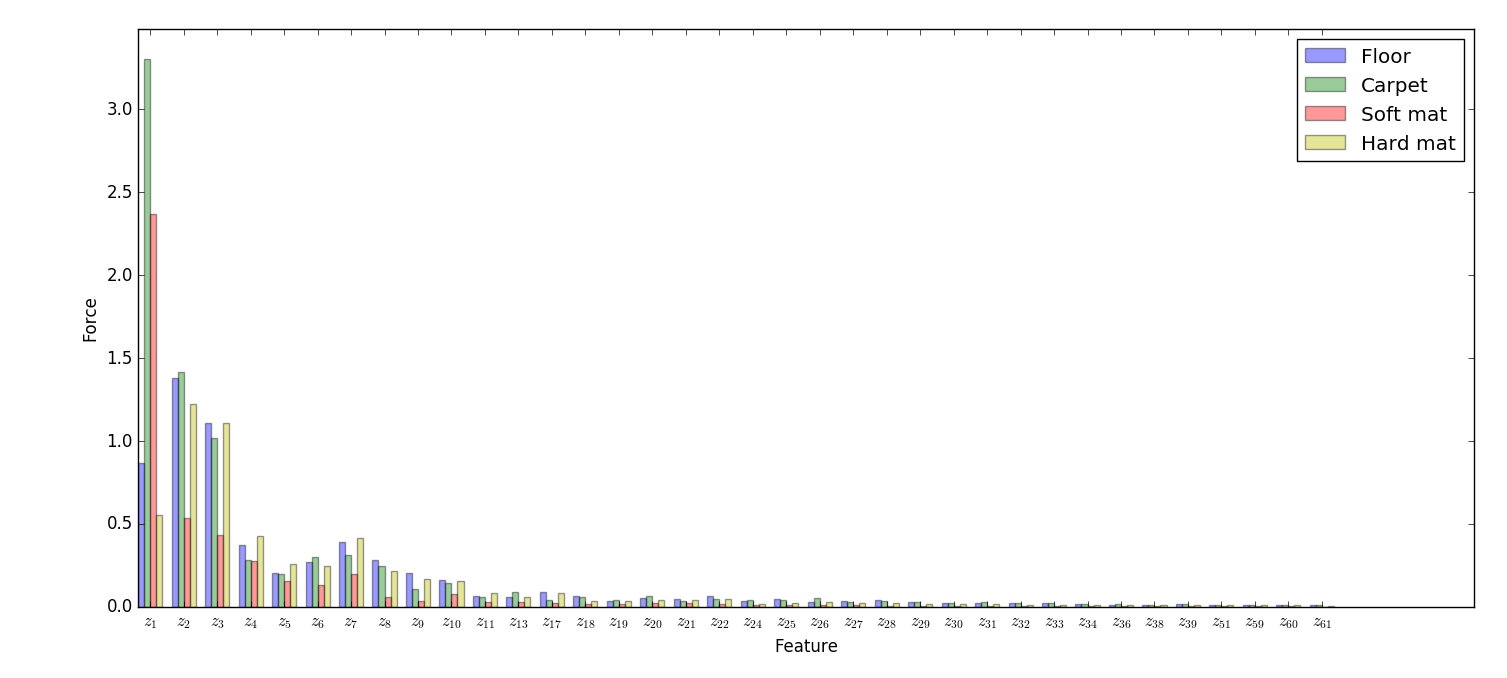 Floor
Carpet
Soft mat
Hard mat
3.0
2.5
2.0
1.5
1.0
0.5
0.0
Force
z1 z2 z3 z4 z5 z6 z7 z8 z9 z10 z11 z13 z17 z18 z19 z20 z21 z22 z24 z25 z26 z27 z28 z29 z30 z31 z32 z33 z34 z36 z38 z39 z51 z59 z60 z61
Feature